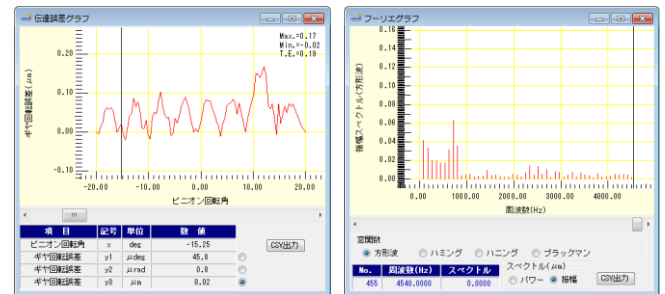 伝達誤差グラフ
Max.=0.17
Min.=-0.02
T.E.=0.19
ギヤ回転誤差(μm)
0.20
0.10
0.00
-0.10
-20.00 -10.00 0.00 10.00 20.00
ピニオン回転角
項 目 記号 単位 数 値
ピニオン回転角 x deg -15.25 CSV出力
ギヤ回転誤差 y1 μdeg 45.8
ギヤ回転誤差 y2 μrad 0.8
ギヤ回転誤差 y3 μm 0.02
フーリエグラフ
振幅スペクトル(方形波)
0.16
0.14
0.12
0.10
0.08
0.06
0.04
0.02
0.00
0.00 1000.00 2000.00 3000.00 4000.00
周波数(Hz)
窓関数
方形波 ハミング ハニング ブラックマン
No. 周波数(Hz) スペクトル スペクトル(μm)
455 4540.0000 0.0000 パワー 振幅 CSV出力